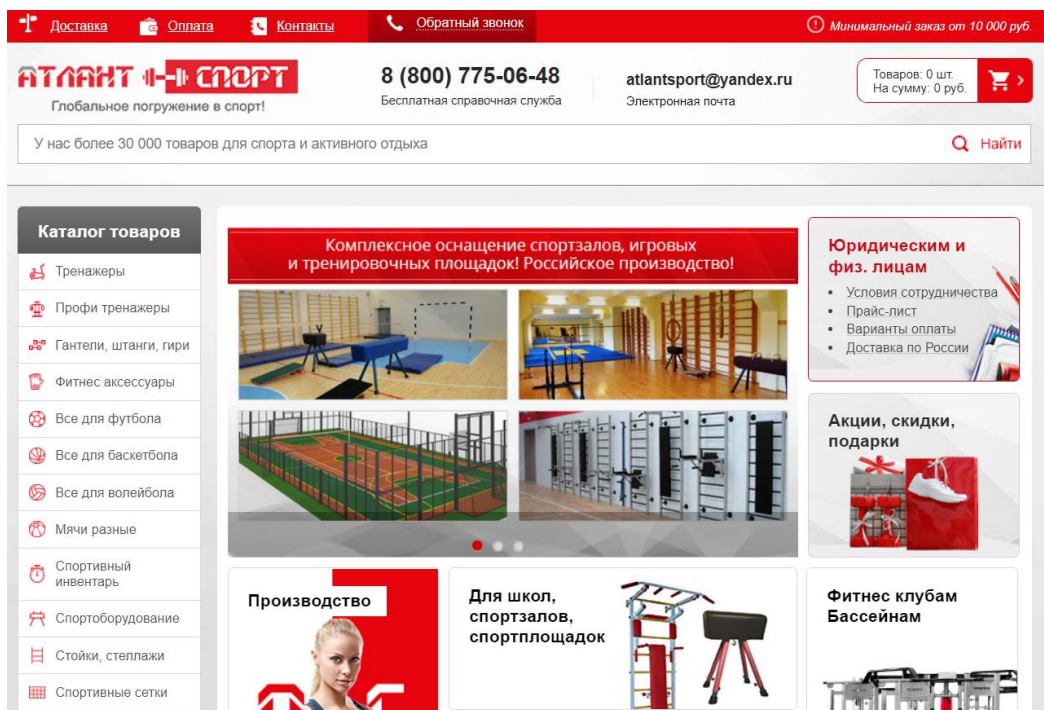 Доставка
Оплата
Контакты
Обратный звонок
Минимальный заказ от 10 000 руб.
АТЛАНТ СПОРТ
Глобальное погружение в спорт!
8 (800) 775-06-48
Бесплатная справочная служба
atlantsport@yandex.ru
Электронная почта
Товаров: 0 шт.
На сумму: 0 руб.
У нас более 30 000 товаров для спорта и активного отдыха
Найти
Каталог товаров
Тренажеры
Профи тренажеры
Гантели, штанги, гири
Фитнес аксессуары
Все для футбола
Все для баскетбола
Все для волейбола
Мячи разные
Спортивный
инвентарь
Спортоборудование
Стойки, стеллажи
Спортивные сетки
Комплексное оснащение спортзалов, игровых
и тренировочных площадок! Российское производство!
Юридическим и
физ. лицам
Условия сотрудничества
Прайс-лист
Варианты оплаты
Доставка по России
Акции, скидки,
подарки
Производство
Для школ,
спортзалов,
спортплощадок
Фитнес клубам
Бассейнам